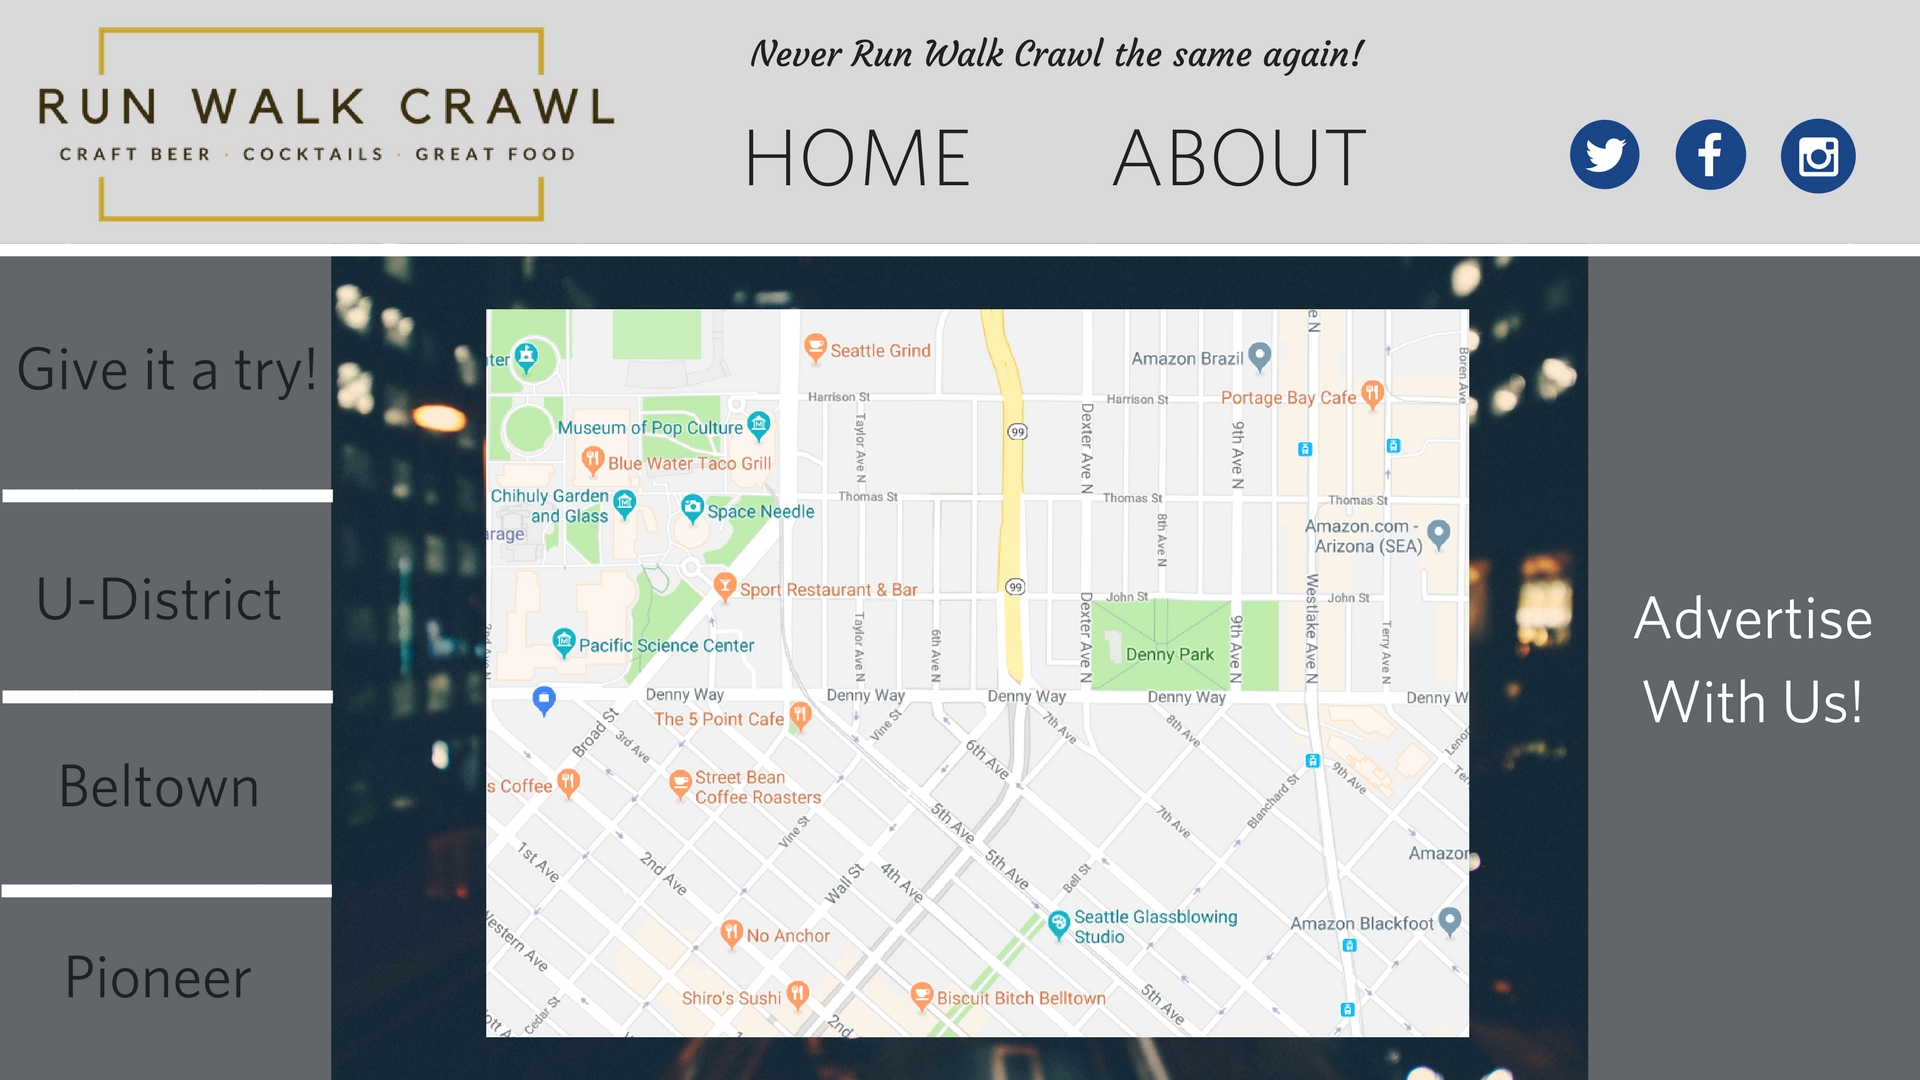 RUN WALK CRAWL
CRAFT BEER · COCKTAILS · GREAT FOOD
Never Run Walk Crawl the same again!
HOME
ABOUT
Give it a try!
U-District
Beltown
Pioneer
Advertise
With Us!
ter
Seattle Grind
Amazon Brazil
Portage Bay Cafe
e N
Boren Ave
Harrison St
Harrison St
Museum of Pop Culture
Taylor Ave N
99
Dexter Ave N
9th Ave N
Blue Water Taco Grill
Chihuly Garden
and Glass
Space Needle
Thomas St
Thomas St
Thomas St
arage
8th Ave N
Amazon.com -
Arizona (SEA)
Sport Restaurant & Bar
99
John St
John St
Westlake Ave N
Pacific Science Center
Taylor Ave N
6th Ave N
Dexter Ave N
Denny Park
9th Ave N
Terry Ave N
Denny Way
Denny Way
Denny Way
Denny Way
Denny W
The 5 Point Cafe
Broad St
3rd Ave
Vine St
6th Ave
7th Ave
8th Ave
Lenor
Ter
s Coffee
Street Bean
Coffee Roasters
9th Ave
Blanchard St
Vine St
5th Ave
7th Ave
1st Ave
2nd Ave
Wall St
4th Ave
5th Ave
Bell St
Amazon
Western Ave
No Anchor
Seattle Glassblowing
Studio
Amazon Blackfoot
Shiro's Sushi
Biscuit Bitch Belltown
5th Ave
Cedar St
ott A
2nd